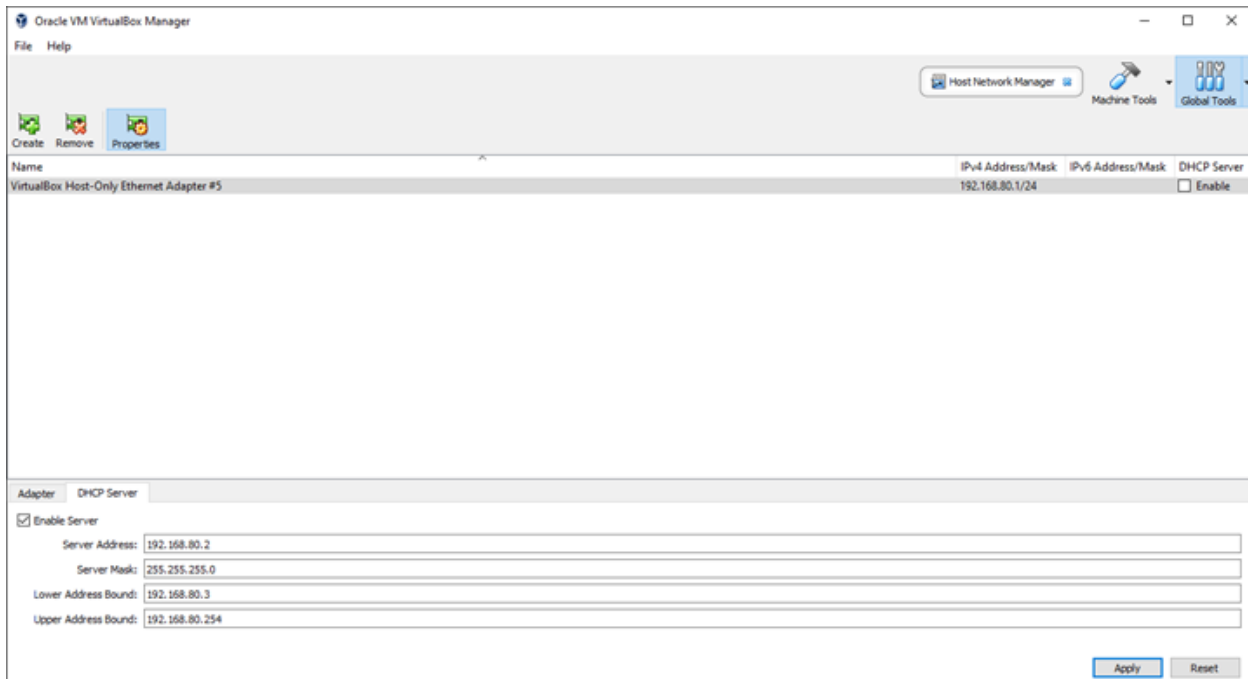 Oracle VM VirtualBox Manager
File Help
Host Network Manager
Machine Tools
Global Tools
Create Remove Properties
Name IPv4 Address/Mask IPv6 Address/Mask DHCP Server
VirtualBox Host-Only Ethernet Adapter #5 192.168.80.1/24 Enable
Adapter DHCP Server
Enable Server
Server Address: 192.168.80.2
Server Mask: 255.255.255.0
Lower Address Bound: 192.168.80.3
Upper Address Bound: 192.168.80.254
Apply Reset